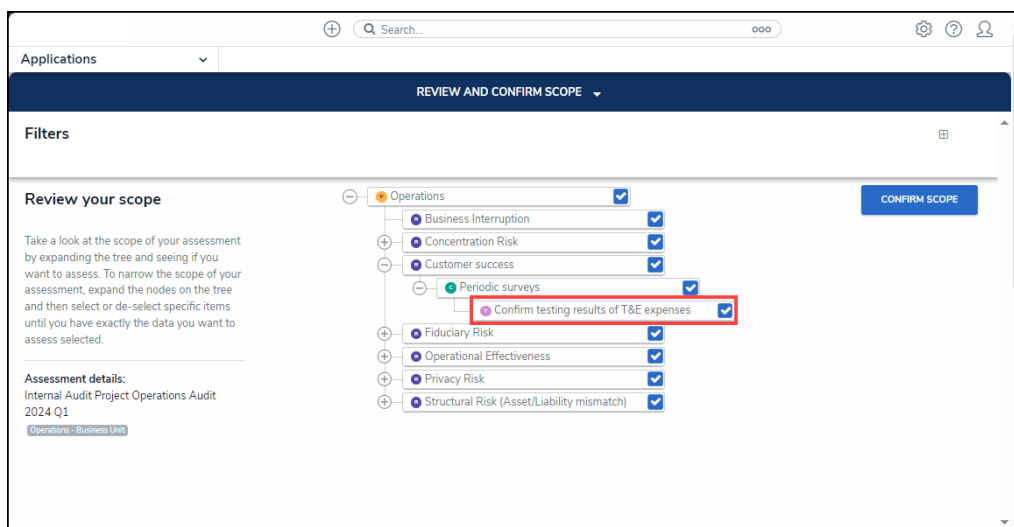 Search...
Applications
REVIEW AND CONFIRM SCOPE
Filters
Review your scope
Take a look at the scope of your assessment
by expanding the tree and seeing if you
want to assess. To narrow the scope of your
assessment, expand the nodes on the tree
and then select or de-select specific items
until you have exactly the data you want to
assess selected.
Assessment details:
Internal Audit Project Operations Audit
2024 Q1
Operations - Business Unit
P Operations
R Business Interruption
R Concentration Risk
R Customer success
C Periodic surveys
T Confirm testing results of T&E expenses
R Fiduciary Risk
R Operational Effectiveness
R Privacy Risk
R Structural Risk (Asset/Liability mismatch)
CONFIRM SCOPE